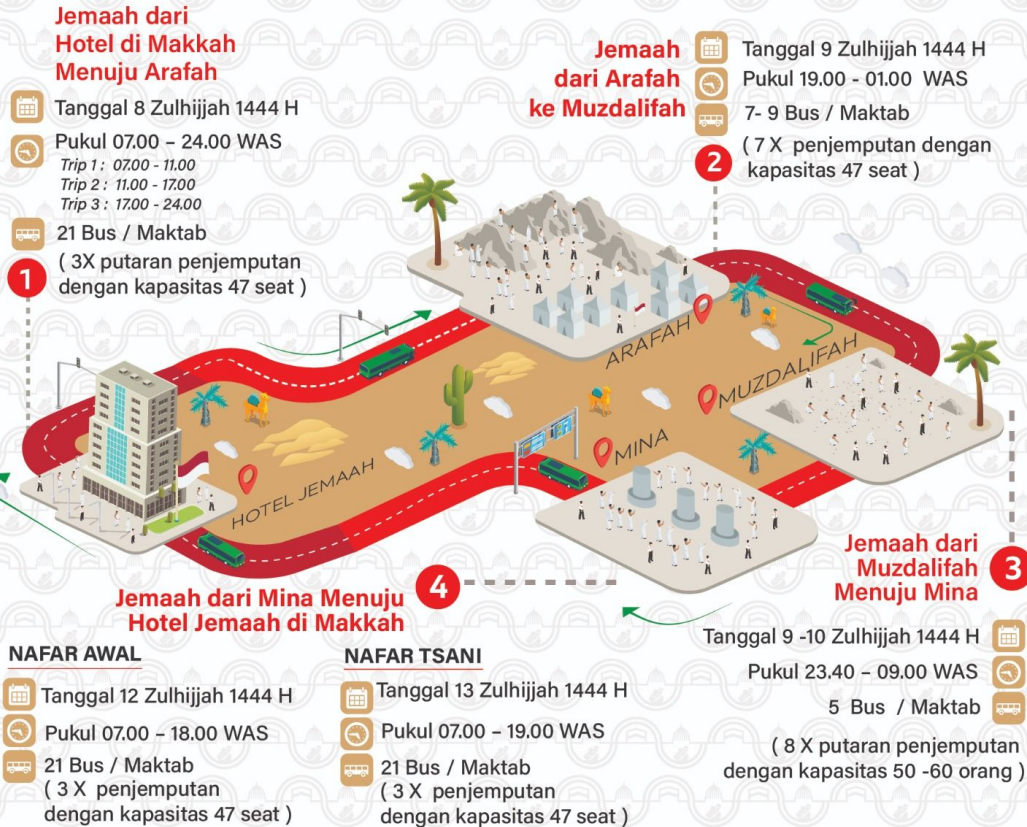 Jemaah dari
Hotel di Makkah
Menuju Arafah
Tanggal 8 Zulhijjah 1444 H
Pukul 07.00 – 24.00 WAS
Trip 1 : 07.00 - 11.00
Trip 2 : 11.00 - 17.00
Trip 3 : 17.00 - 24.00
21 Bus / Maktab
( 3X putaran penjemputan
dengan kapasitas 47 seat )
1
Jemaah
dari Arafah
ke Muzdalifah
Tanggal 9 Zulhijjah 1444 H
Pukul 19.00 - 01.00 WAS
7- 9 Bus / Maktab
( 7 X penjemputan dengan
kapasitas 47 seat )
2
ARAFAH
MUZDALIFAH
MINA
HOTEL JEMAAH
Jemaah dari
Muzdalifah
Menuju Mina
3
Tanggal 9 -10 Zulhijjah 1444 H
Pukul 23.40 – 09.00 WAS
5 Bus / Maktab
( 8 X putaran penjemputan
dengan kapasitas 50 -60 orang )
Jemaah dari Mina Menuju
Hotel Jemaah di Makkah
4
NAFAR AWAL
Tanggal 12 Zulhijjah 1444 H
Pukul 07.00 – 18.00 WAS
21 Bus / Maktab
( 3 X penjemputan
dengan kapasitas 47 seat )
NAFAR TSANI
Tanggal 13 Zulhijjah 1444 H
Pukul 07.00 – 19.00 WAS
21 Bus / Maktab
( 3 X penjemputan
dengan kapasitas 47 seat )